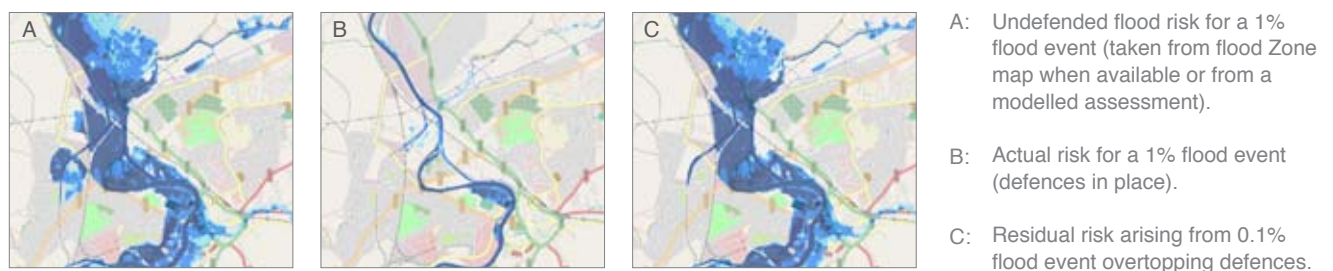 A
B
C
A: Undefended flood risk for a 1%
flood event (taken from flood Zone
map when available or from a
modelled assessment).
B: Actual risk for a 1% flood event
(defences in place).
C: Residual risk arising from 0.1%
flood event overtopping defences.